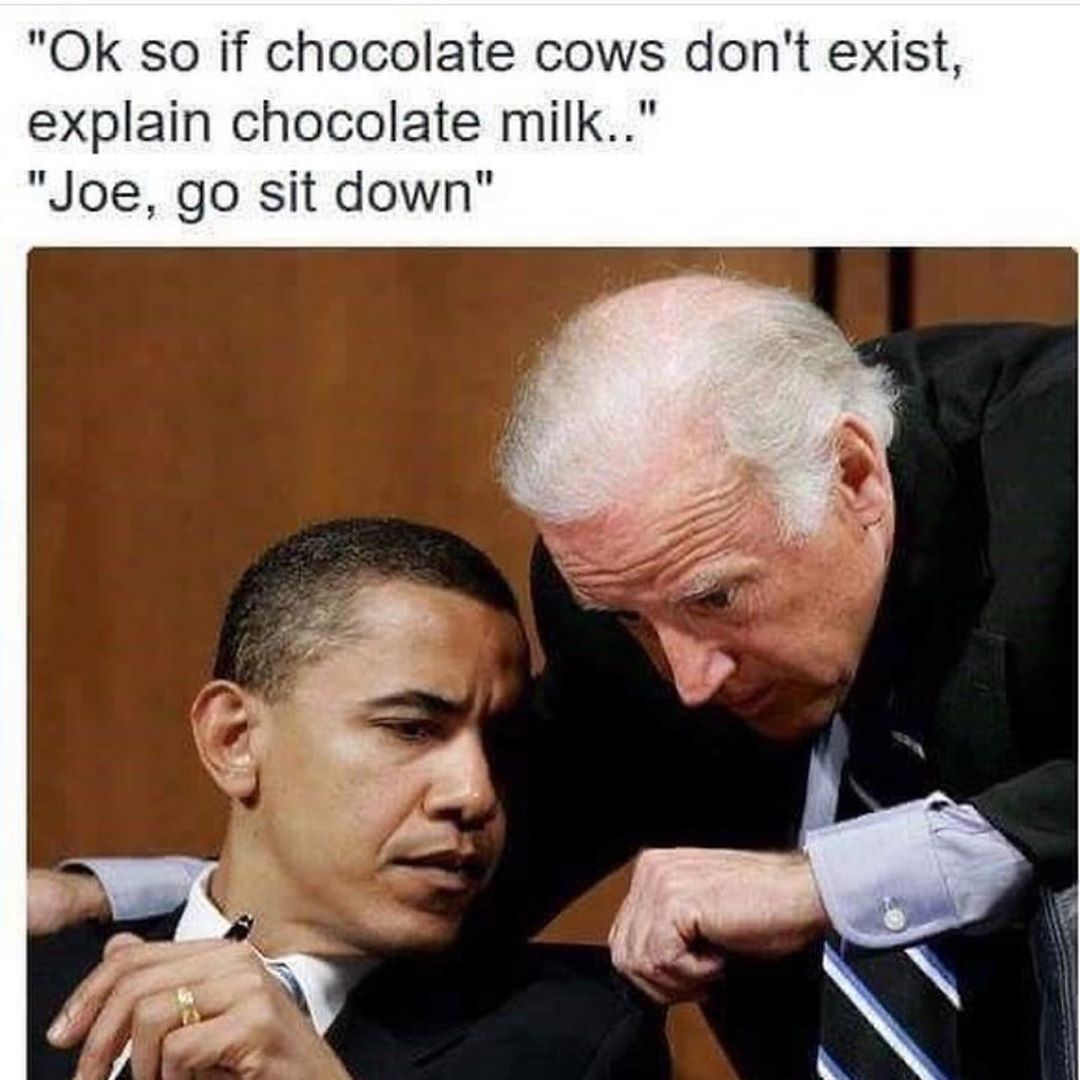 "Ok so if chocolate cows don't exist,
explain chocolate milk.."
"Joe, go sit down"